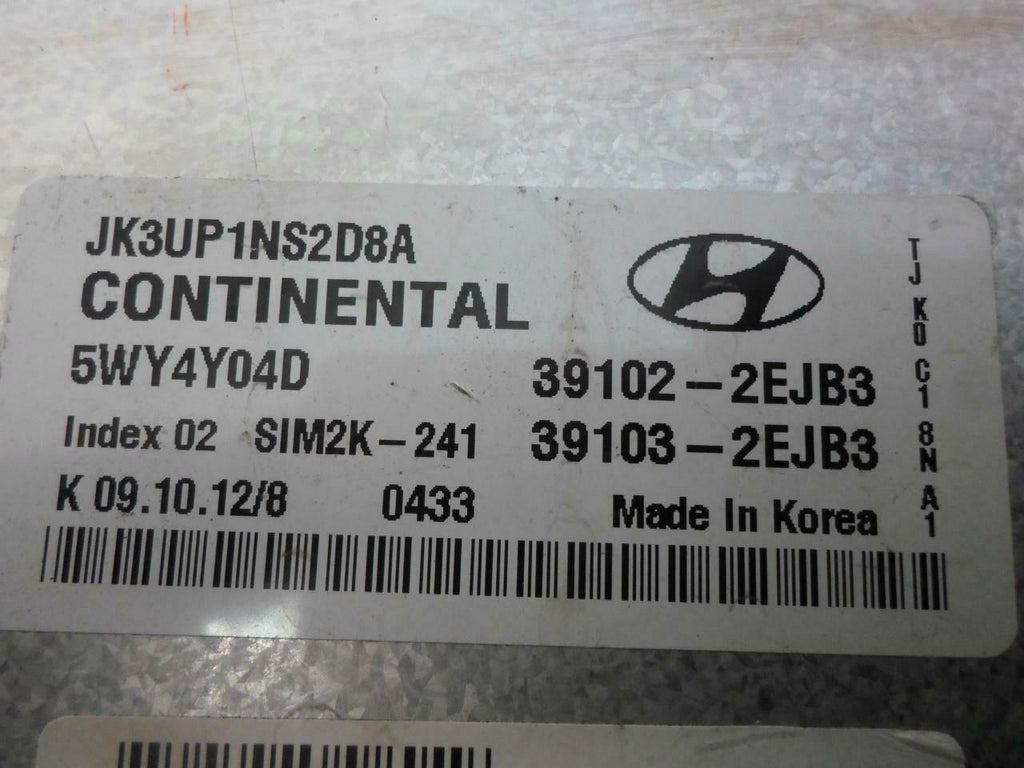 JK3UP1NS2D8A
CONTINENTAL
5WY4Y04D
39102-2EJB3
Index 02 SIM2K-241
39103-2EJB3
K 09.10.12/8 0433 Made In Korea
TJ K0 C1 8N A1